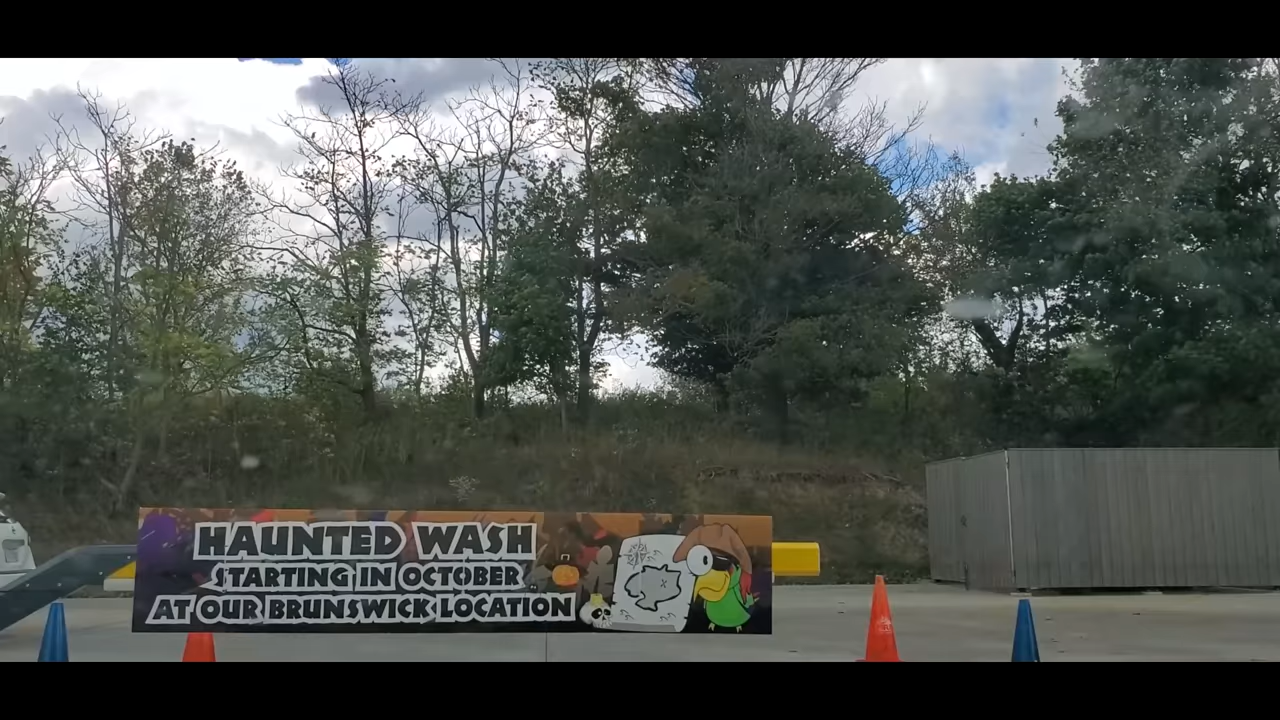 HAUNTED WASH
STARTING IN OCTOBER
AT OUR BRUNSWICK LOCATION